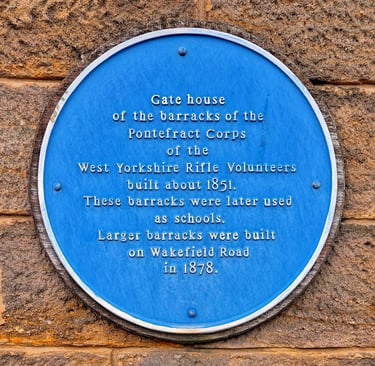 Gate house
of the barracks of the
Pontefract Corps
of the
West Yorkshire Rifle Volunteers
built about 1851.
These barracks were later used
as schools.
Larger barracks were built
on Wakefield Road
in 1878.